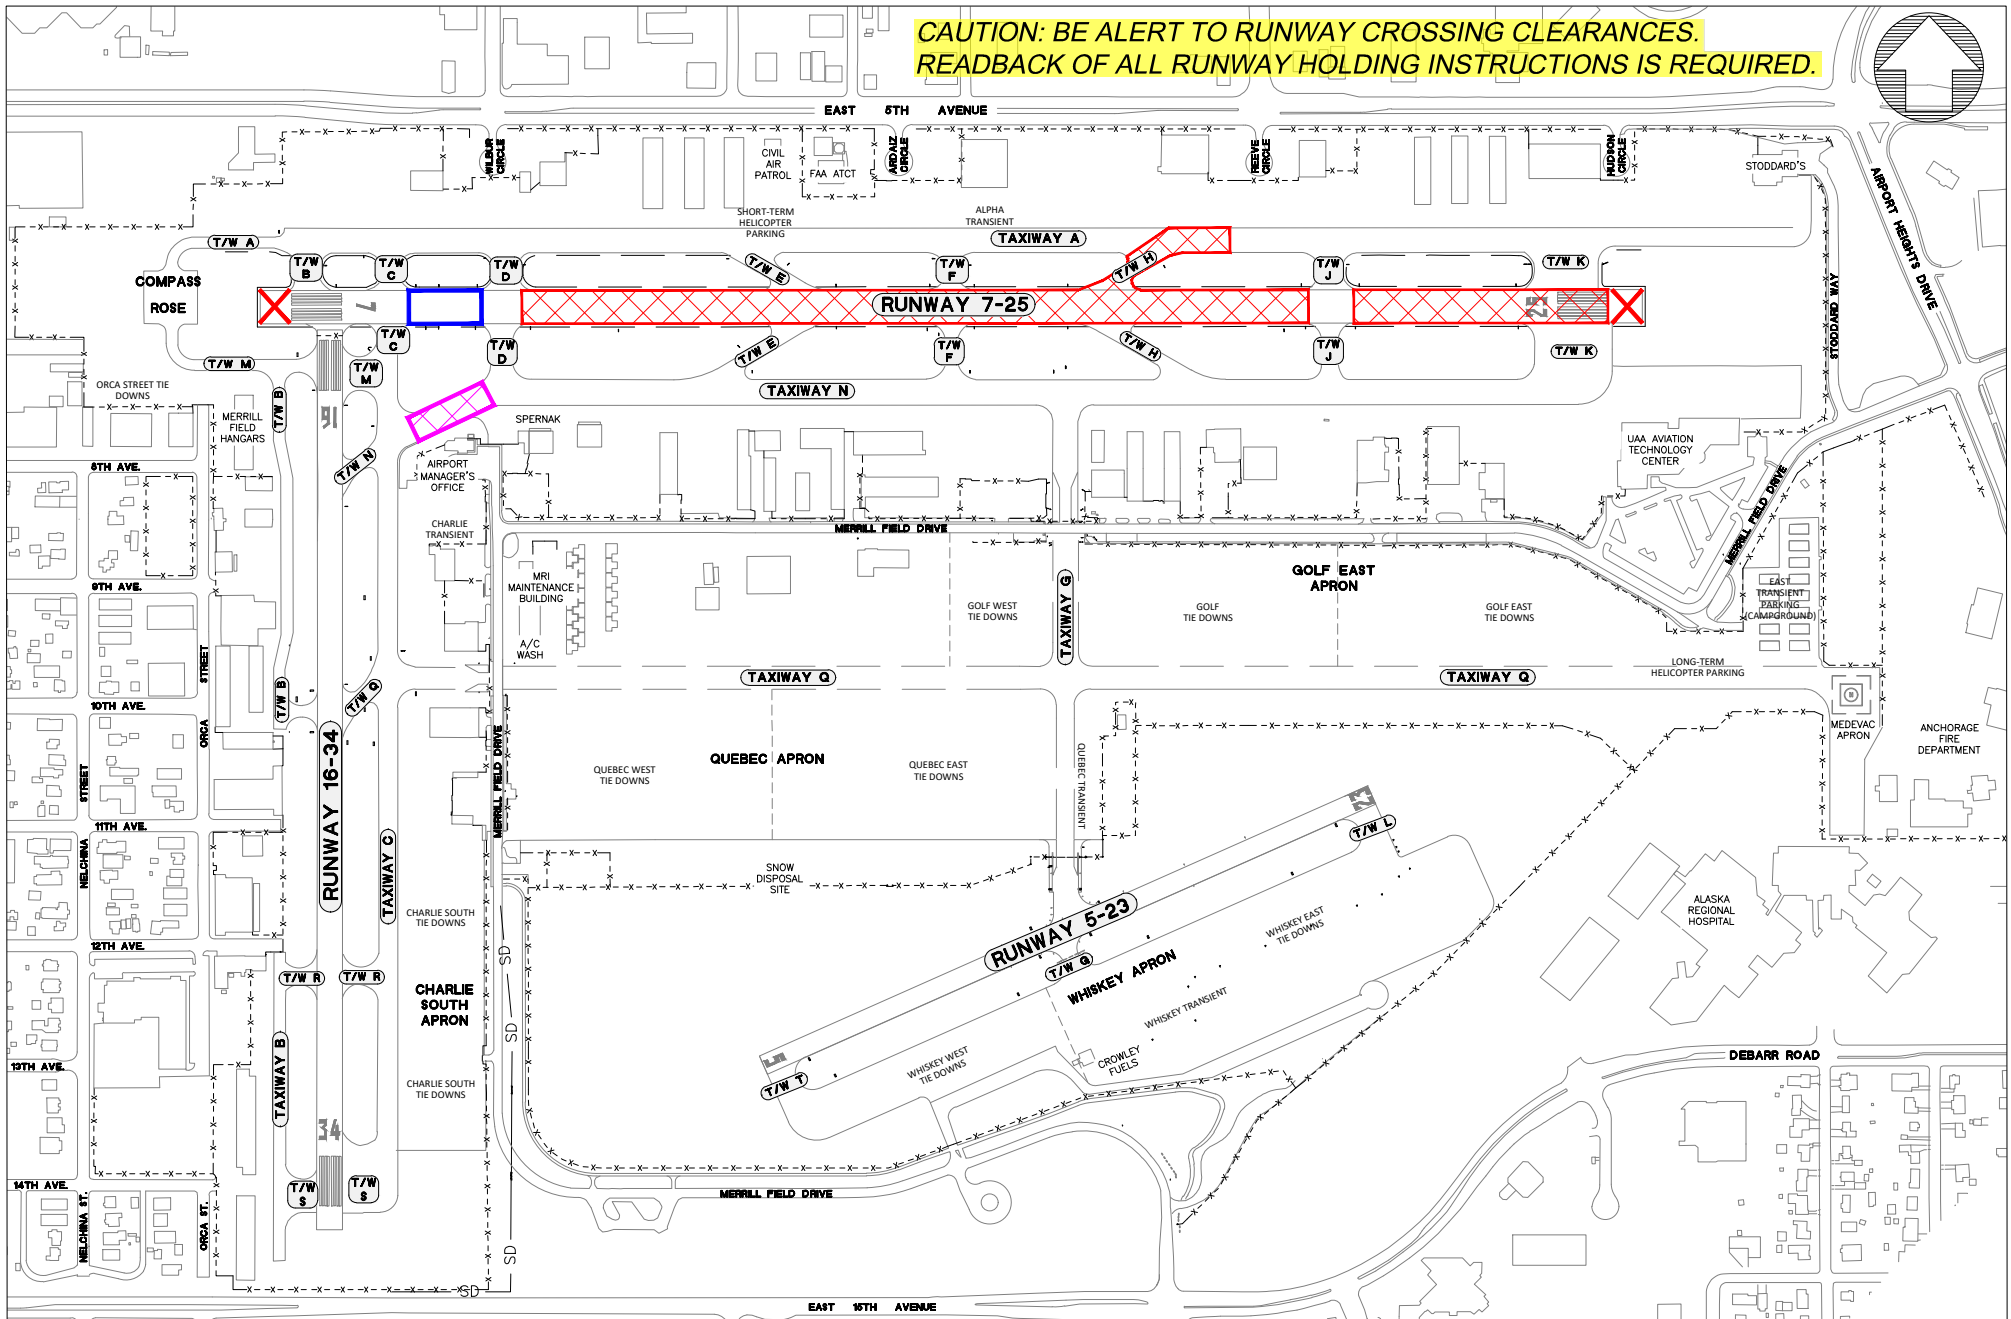 CAUTION: BE ALERT TO RUNWAY CROSSING CLEARANCES.
READBACK OF ALL RUNWAY HOLDING INSTRUCTIONS IS REQUIRED.
EAST 5TH AVENUE
WILBUR
CIRCLE
CIVIL
AIR
PATROL
FAA ATCT
ARDAIZ
CIRCLE
REEVE
CIRCLE
HUDSON
CIRCLE
STODDARD'S
AIRPORT HEIGHTS DRIVE
STODDARD WAY
SHORT-TERM
HELICOPTER
PARKING
ALPHA
TRANSIENT
T/W A
TAXIWAY A
T/W
B
T/W
C
T/W
D
T/W E
T/W
F
T/W H
T/W
J
T/W K
COMPASS
ROSE
7
RUNWAY 7-25
25
T/W M
T/W
C
T/W
M
T/W
D
T/W E
T/W
F
T/W H
T/W
J
T/W K
ORCA STREET TIE
DOWNS
MERRILL
FIELD
HANGARS
T/W B
16
TAXIWAY N
SPERNAK
T/W N
AIRPORT
MANAGER'S
OFFICE
UAA AVIATION
TECHNOLOGY
CENTER
8TH AVE.
CHARLIE
TRANSIENT
MERRILL FIELD DRIVE
MERRILL FIELD DRIVE
9TH AVE.
MRI
MAINTENANCE
BUILDING
A/C
WASH
GOLF WEST
TIE DOWNS
TAXIWAY G
GOLF
TIE DOWNS
GOLF EAST
APRON
GOLF EAST
TIE DOWNS
EAST
TRANSIENT
PARKING
(CAMPGROUND)
ORCA STREET
T/W B
T/W Q
TAXIWAY Q
TAXIWAY Q
LONG-TERM
HELICOPTER PARKING
10TH AVE.
MEDEVAC
APRON
ANCHORAGE
FIRE
DEPARTMENT
NELCHINA STREET
RUNWAY 16-34
MERRILL FIELD DRIVE
QUEBEC APRON
QUEBEC WEST
TIE DOWNS
QUEBEC EAST
TIE DOWNS
QUEBEC TRANSIENT
11TH AVE.
TAXIWAY C
SNOW
DISPOSAL
SITE
23
T/W L
RUNWAY 5-23
WHISKEY EAST
TIE DOWNS
ALASKA
REGIONAL
HOSPITAL
CHARLIE SOUTH
TIE DOWNS
12TH AVE.
SD
T/W R
T/W R
T/W G
WHISKEY APRON
CHARLIE
SOUTH
APRON
SD
WHISKEY TRANSIENT
TAXIWAY B
5
T/W T
WHISKEY WEST
TIE DOWNS
CROWLEY
FUELS
DEBARR ROAD
13TH AVE.
CHARLIE SOUTH
TIE DOWNS
34
14TH AVE.
T/W
S
T/W
S
MERRILL FIELD DRIVE
NELCHINA ST.
ORCA ST.
SD
SD
EAST 15TH AVENUE